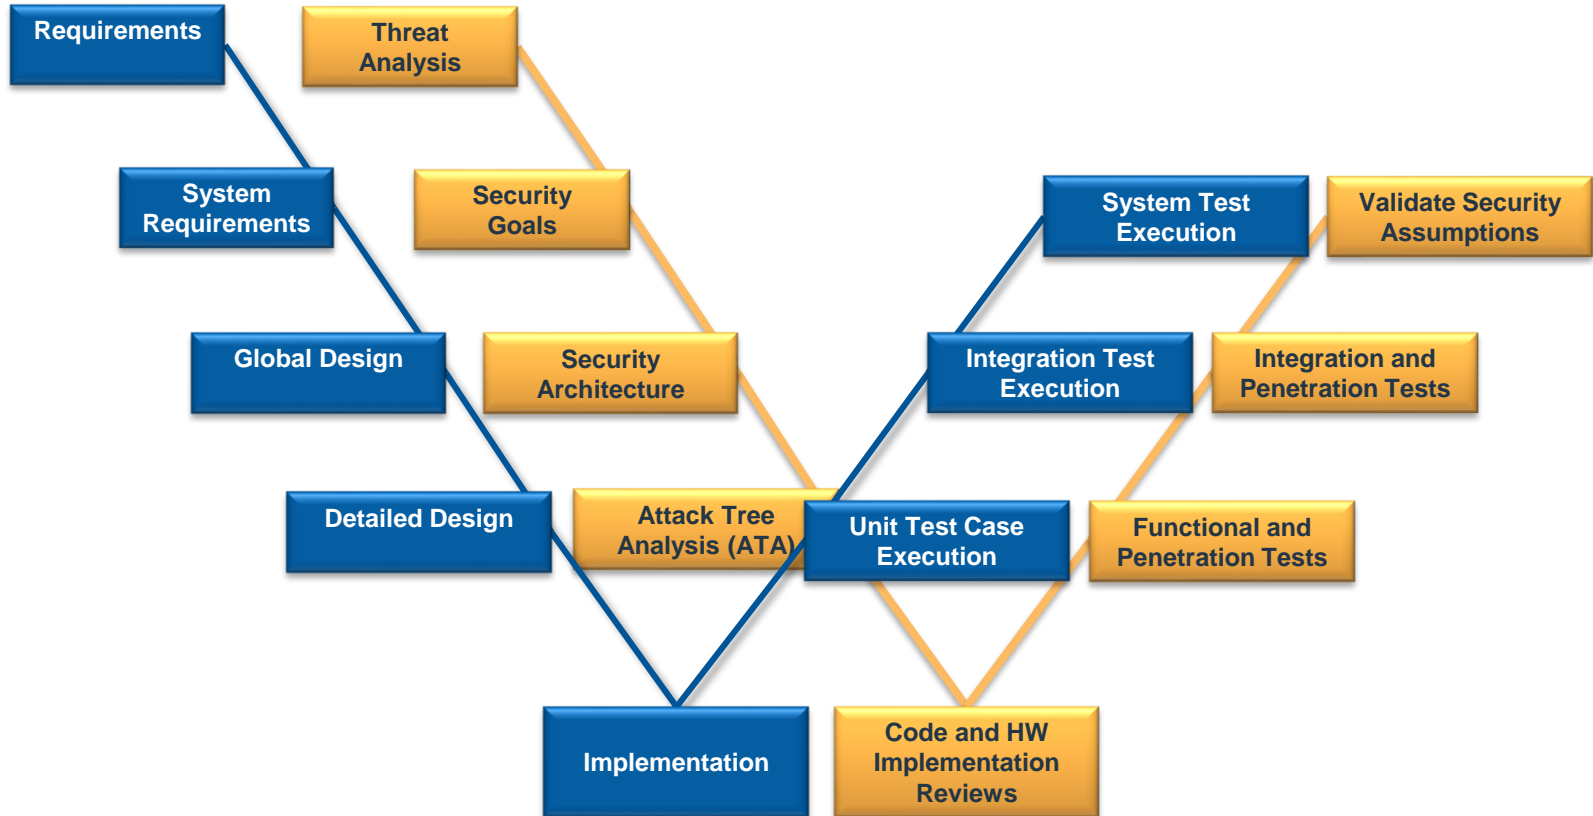 Requirements
Threat
Analysis
System
Requirements
Security
Goals
System Test
Execution
Validate Security
Assumptions
Global Design
Security
Architecture
Integration Test
Execution
Integration and
Penetration Tests
Detailed Design
Attack Tree
Analysis (ATA)
Unit Test Case
Execution
Functional and
Penetration Tests
Implementation
Code and HW
Implementation
Reviews